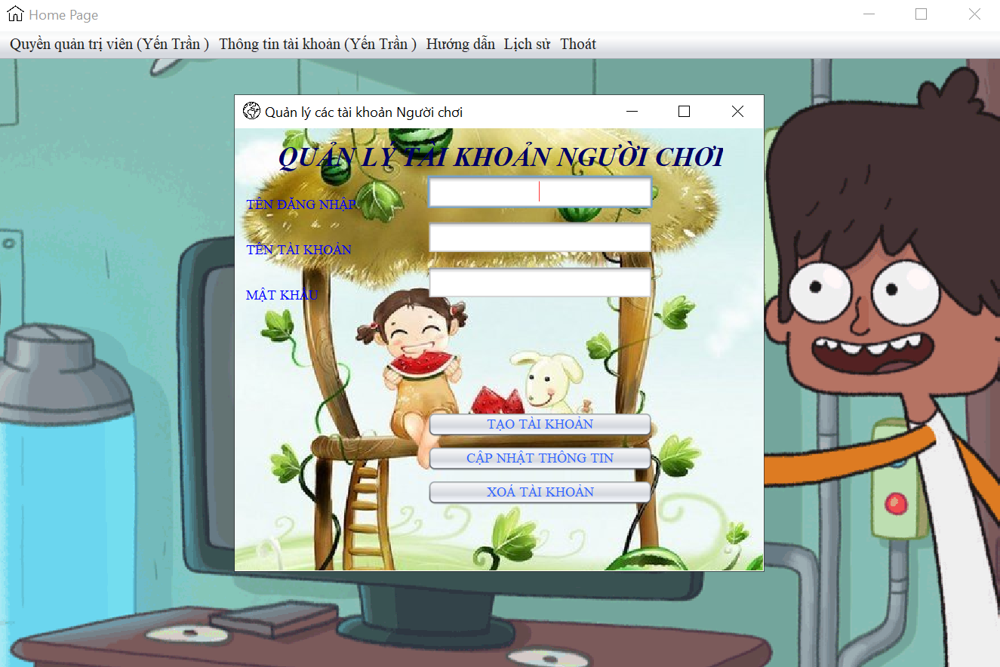 Home Page
Quyền quản trị viên (Yến Trần ) Thông tin tài khoản (Yến Trần ) Hướng dẫn Lịch sử Thoát
Quản lý các tài khoản Người chơi
QUẢN LÝ TÀI KHOẢN NGƯỜI CHƠI
TÊN ĐĂNG NHẬP
TÊN TÀI KHOẢN
MẬT KHẨU
TẠO TÀI KHOẢN
CẬP NHẬT THÔNG TIN
XOÁ TÀI KHOẢN